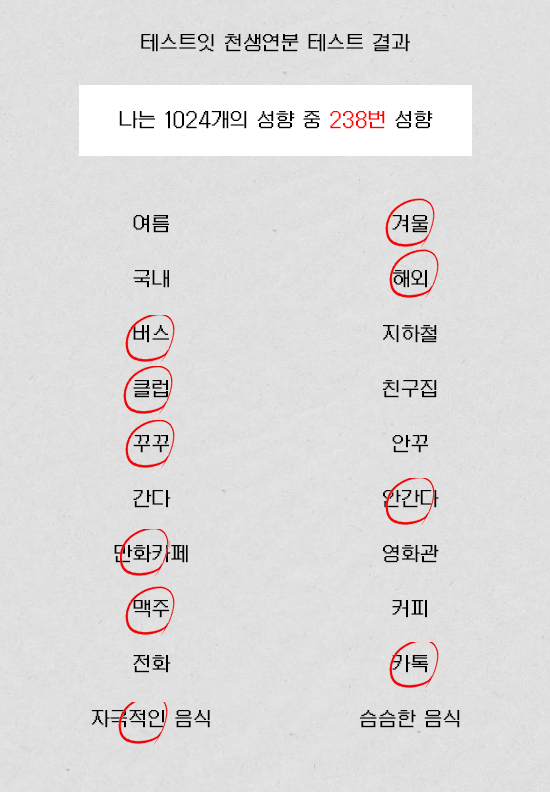 테스트잇 천생연분 테스트 결과
나는 1024개의 성향 중 238번 성향
여름 겨울
국내 해외
버스 지하철
클럽 친구집
꾸꾸 안꾸
간다 안간다
만화카페 영화관
맥주 커피
전화 카톡
자극적인 음식 슴슴한 음식